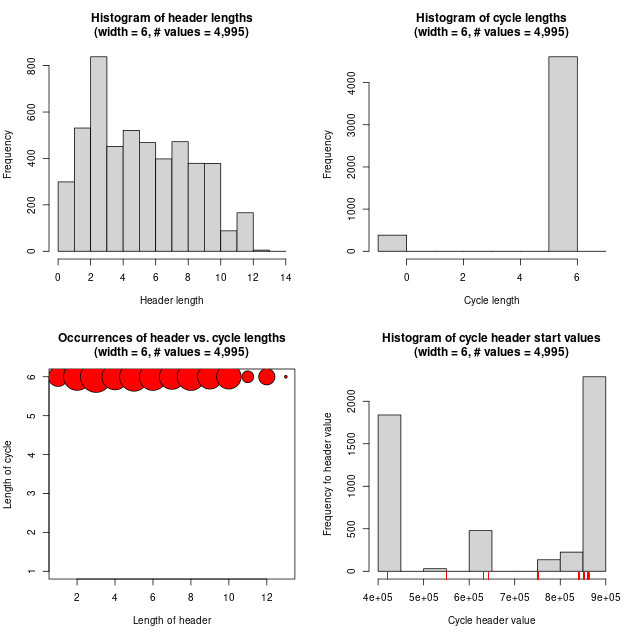 Histogram of header lengths
(width = 6, # values = 4,995)
Frequency
0 200 400 600 800
0 2 4 6 8 10 12 14
Header length
Histogram of cycle lengths
(width = 6, # values = 4,995)
Frequency
0 1000 2000 3000 4000
0 2 4 6
Cycle length
Occurrences of header vs. cycle lengths
(width = 6, # values = 4,995)
Length of cycle
1 2 3 4 5 6
2 4 6 8 10 12
Length of header
Histogram of cycle header start values
(width = 6, # values = 4,995)
Frequency fo header value
0 500 1000 1500 2000
4e+05 5e+05 6e+05 7e+05 8e+05 9e+05
Cycle header value